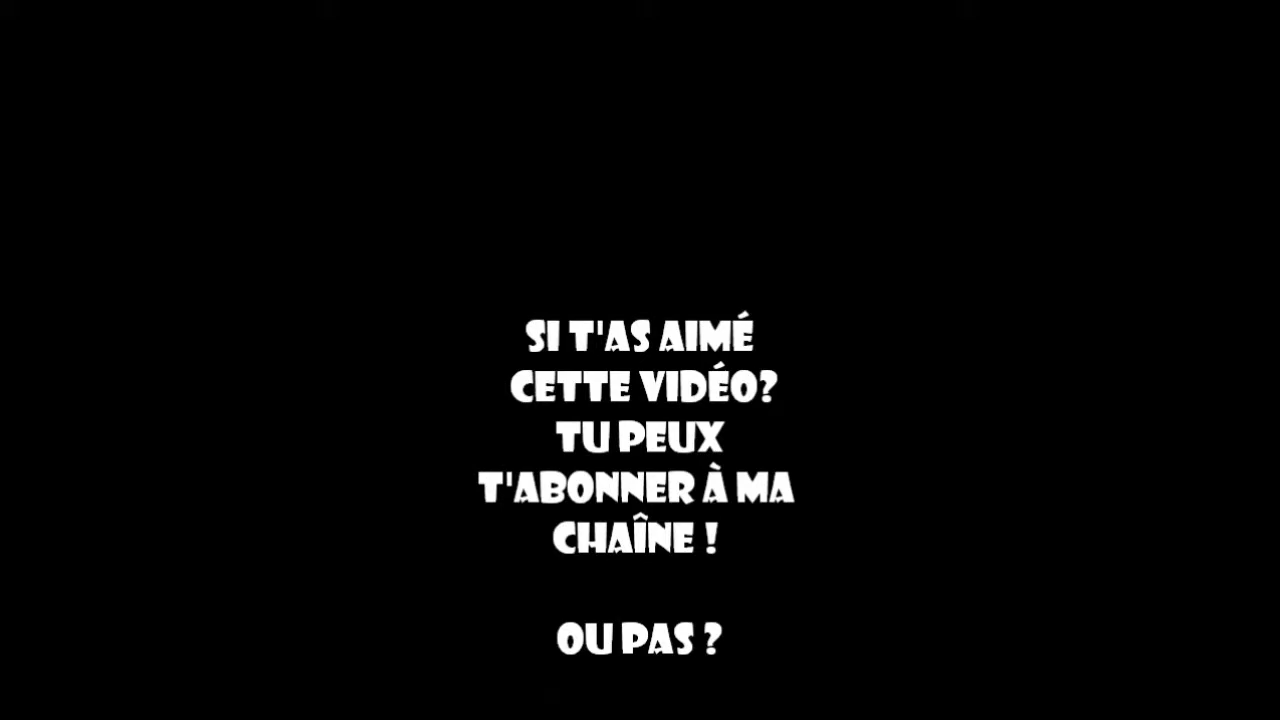 SI T'AS AIMÉ
CETTE VIDÉO?
TU PEUX
T'ABONNER À MA
CHAÎNE !
OU PAS ?